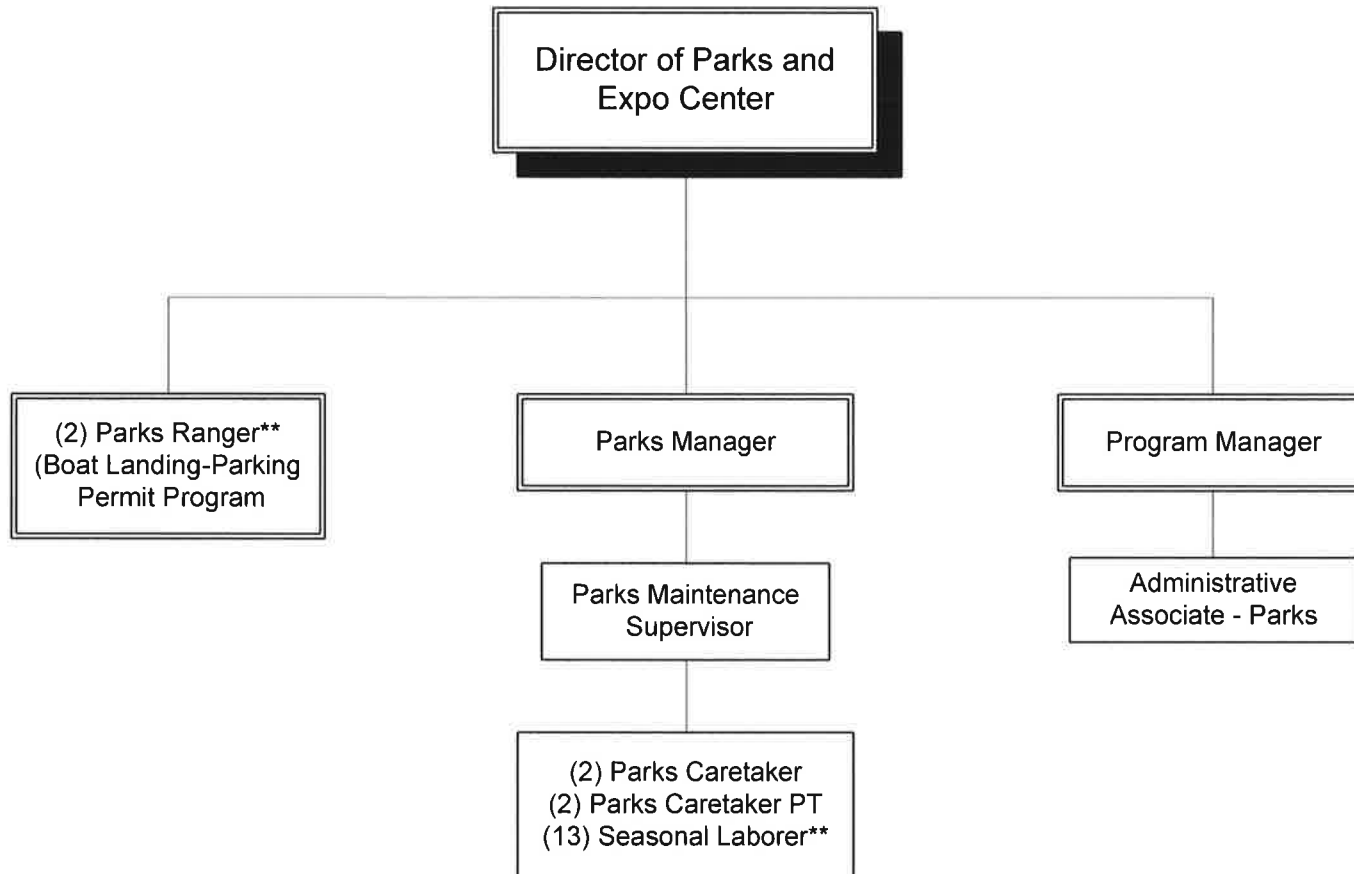 Director of Parks and
Expo Center
(2) Parks Ranger**
(Boat Landing-Parking
Permit Program
Parks Manager
Program Manager
Parks Maintenance
Supervisor
Administrative
Associate - Parks
(2) Parks Caretaker
(2) Parks Caretaker PT
(13) Seasonal Laborer**